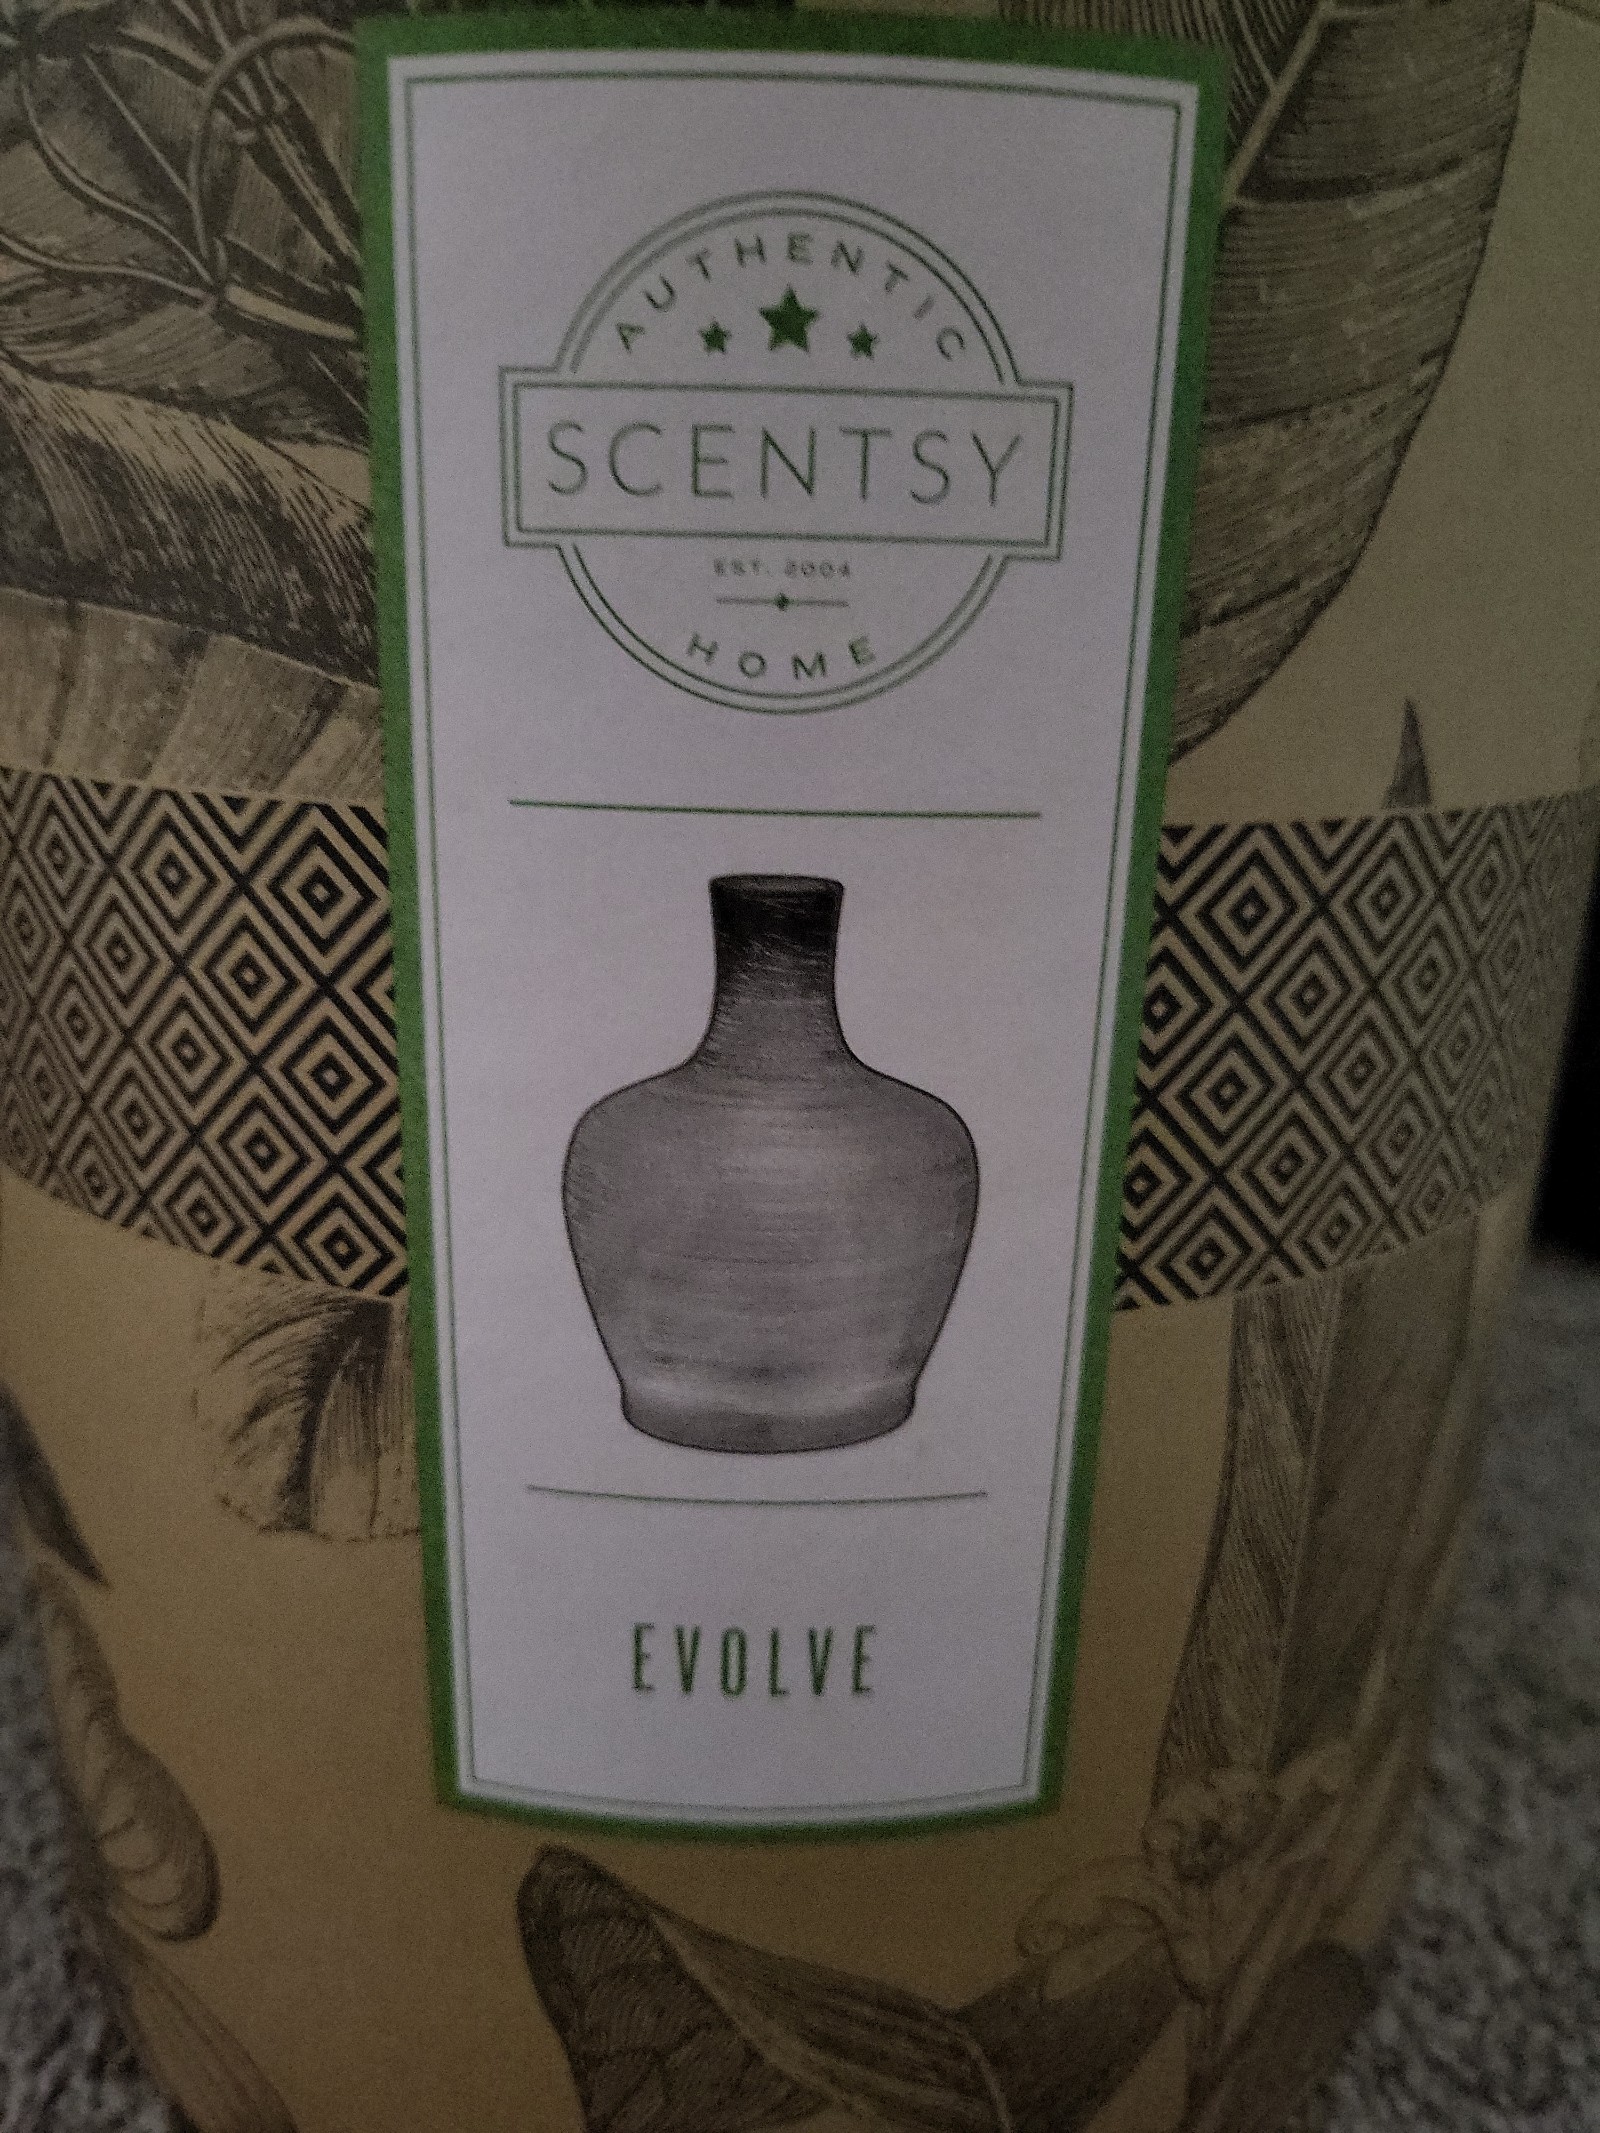 AUTHENTIC
SCENTSY
EST. 2004
HOME
EVOLVE